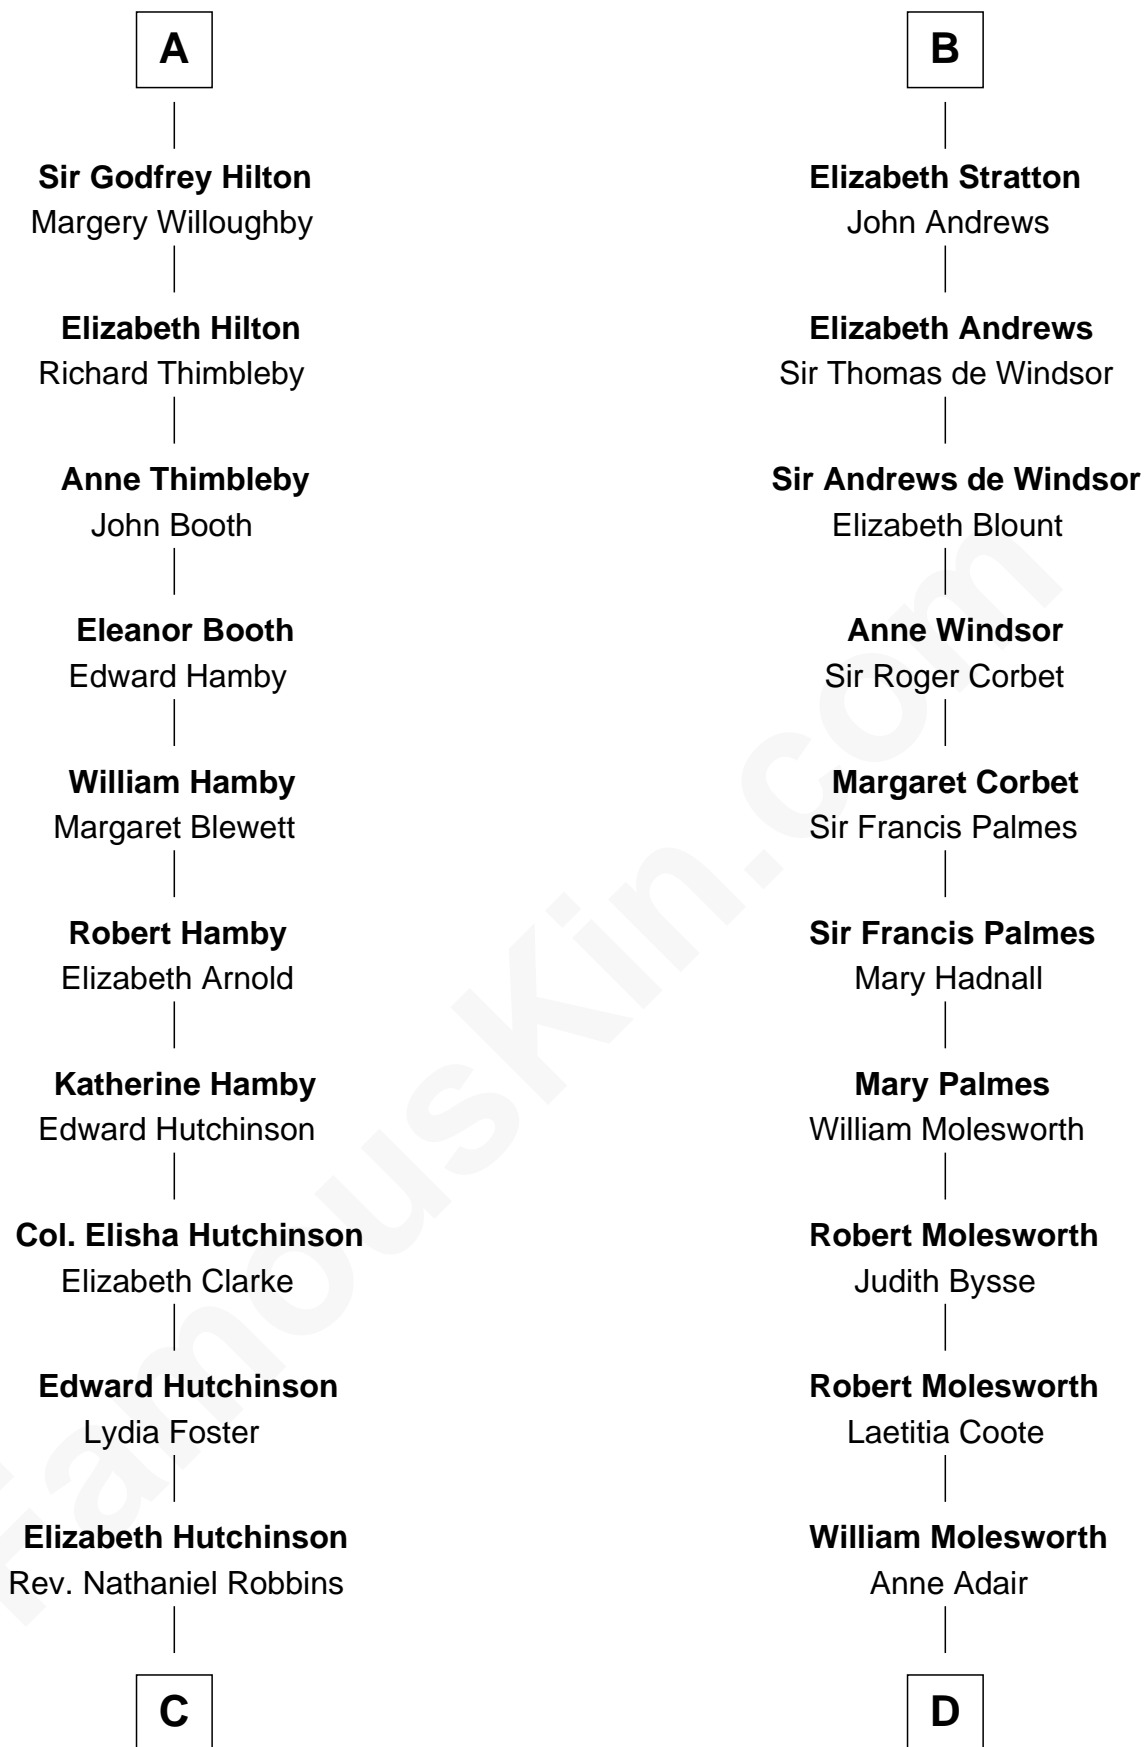 A
Sir Godfrey Hilton
Margery Willoughby
Elizabeth Hilton
Richard Thimbleby
Anne Thimbleby
John Booth
Eleanor Booth
Edward Hamby
William Hamby
Margaret Blewett
Robert Hamby
Elizabeth Arnold
Katherine Hamby
Edward Hutchinson
Col. Elisha Hutchinson
Elizabeth Clarke
Edward Hutchinson
Lydia Foster
Elizabeth Hutchinson
Rev. Nathaniel Robbins
C
B
Elizabeth Stratton
John Andrews
Elizabeth Andrews
Sir Thomas de Windsor
Sir Andrews de Windsor
Elizabeth Blount
Anne Windsor
Sir Roger Corbet
Margaret Corbet
Sir Francis Palmes
Sir Francis Palmes
Mary Hadnall
Mary Palmes
William Molesworth
Robert Molesworth
Judith Bysse
Robert Molesworth
Laetitia Coote
William Molesworth
Anne Adair
D
FamousKin.com